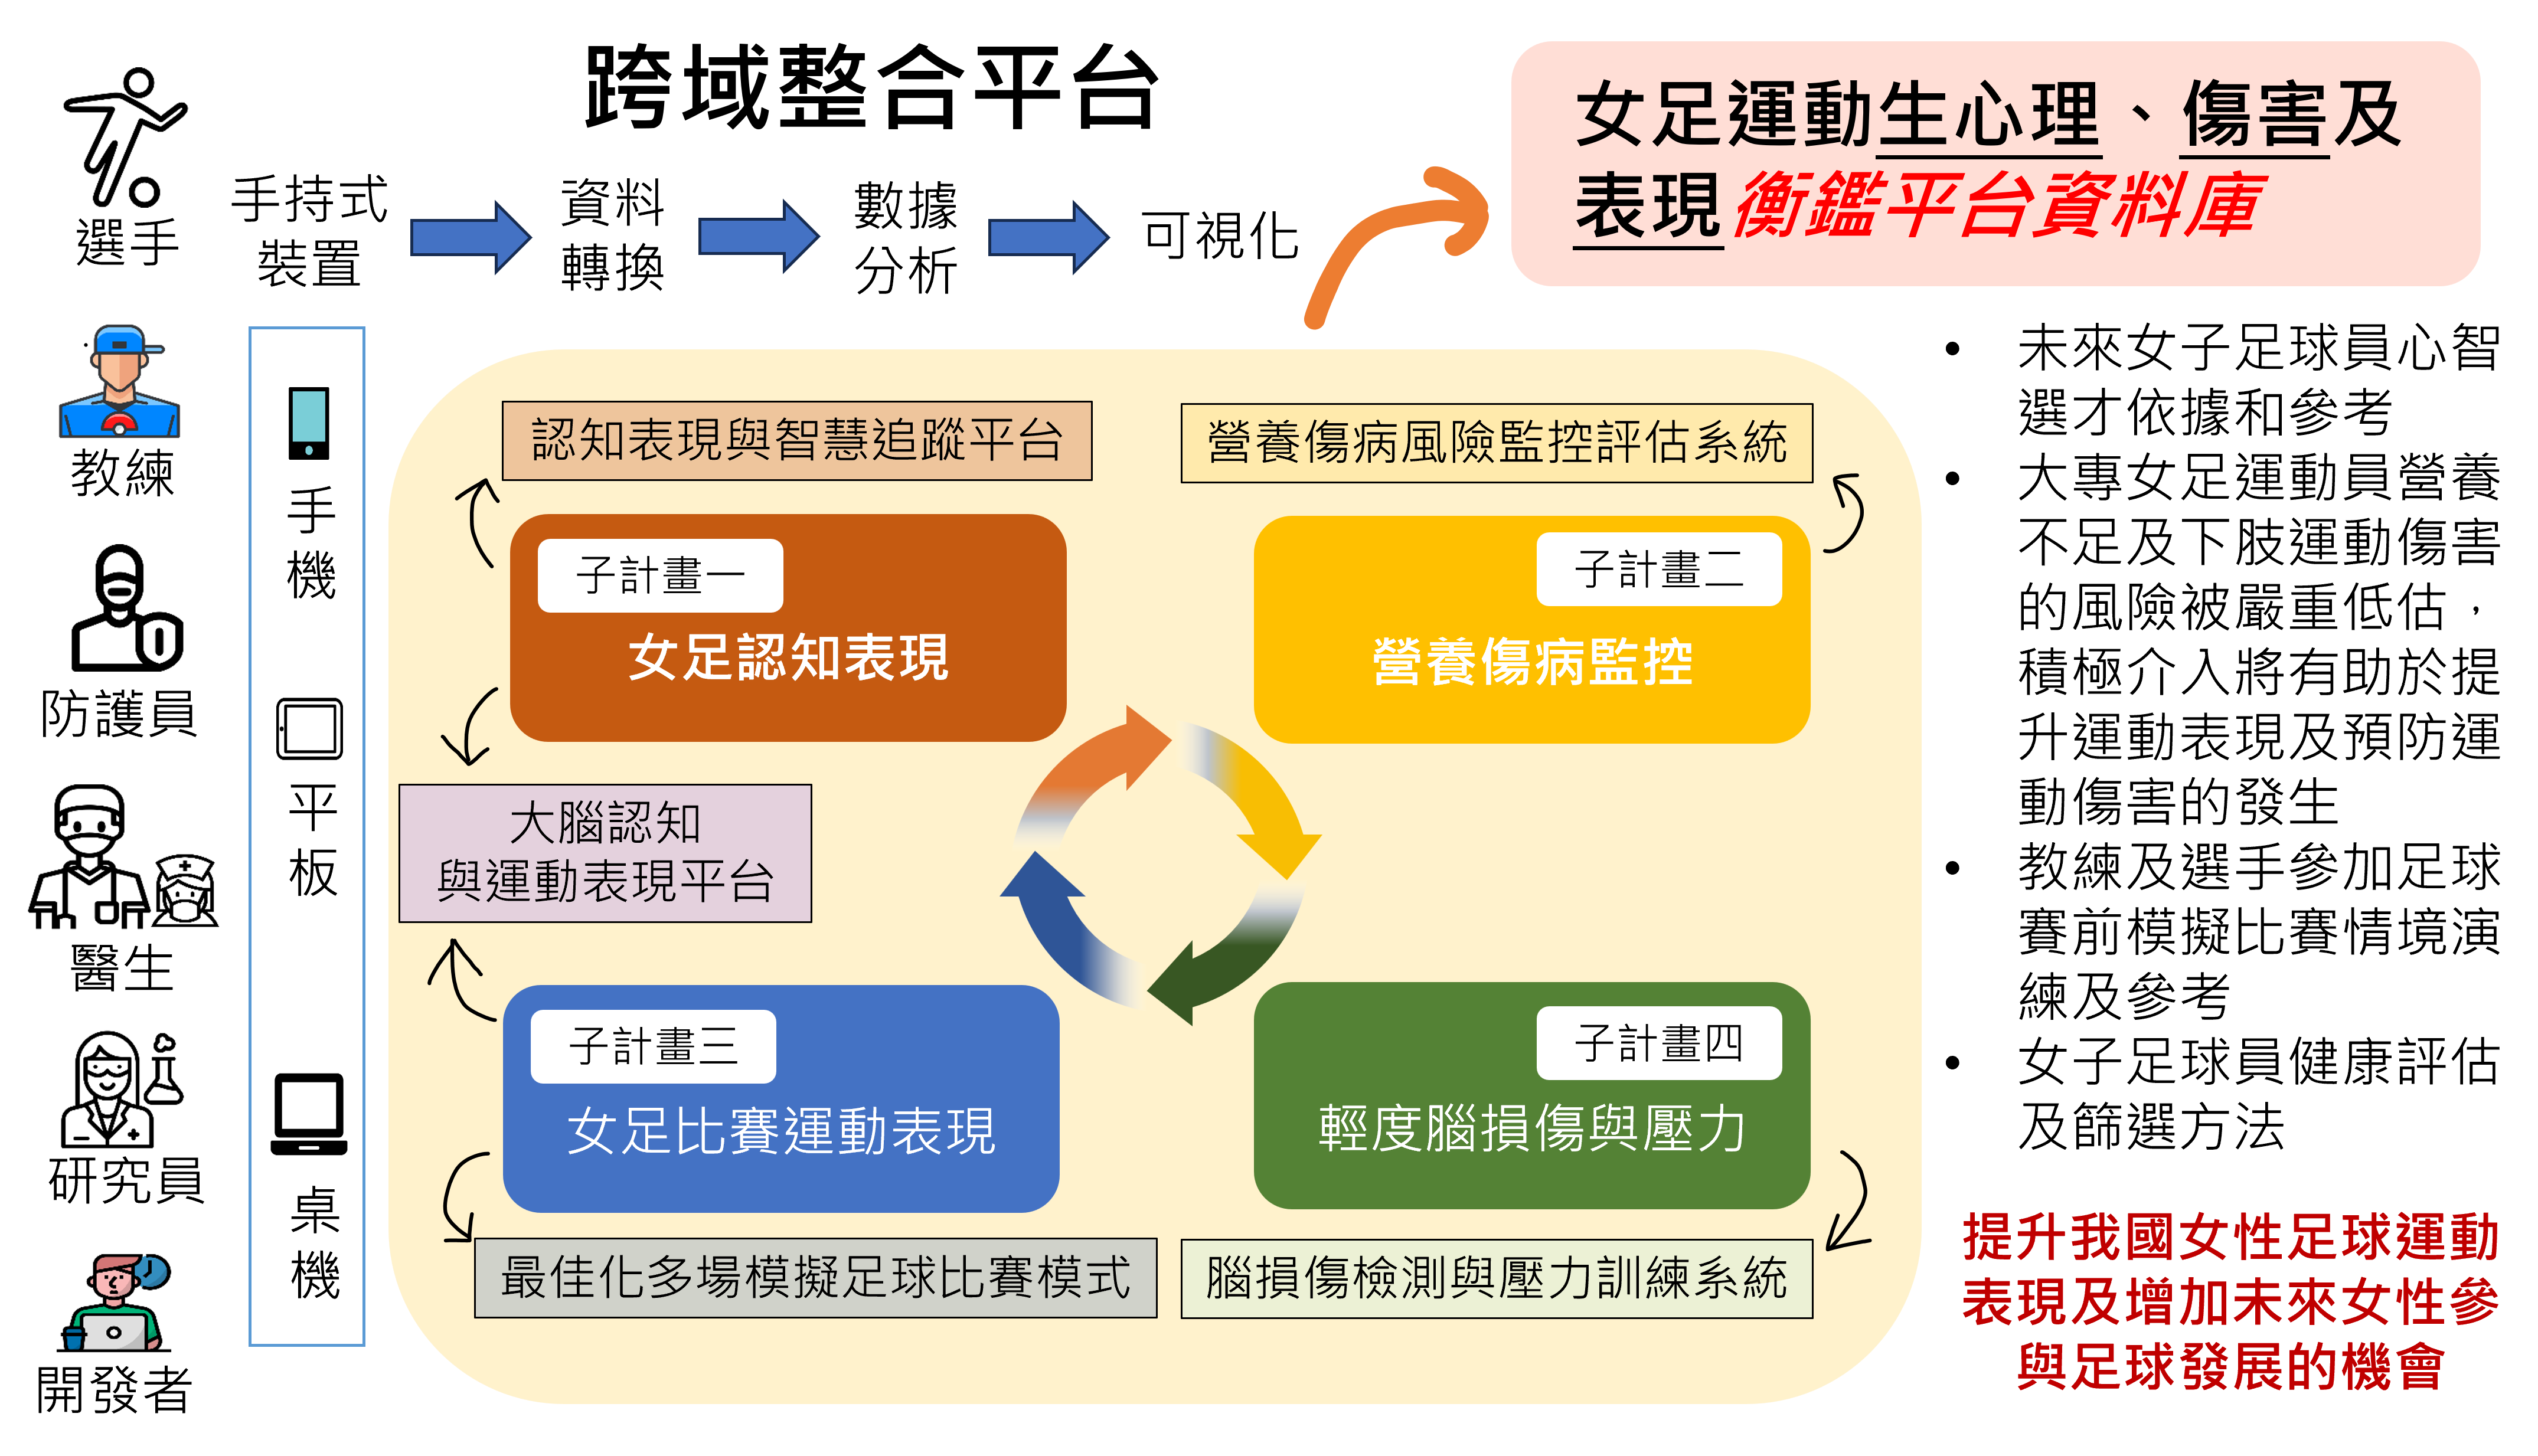 跨域整合平台
女足運動生心理、傷害及
表現衡鑑平台資料庫
選手
手持式
裝置
資料
轉換
數據
分析
可視化
教練
防護員
醫生
研究員
開發者
手
機
平
板
桌
機
認知表現與智慧追蹤平台
營養傷病風險監控評估系統
子計畫一
女足認知表現
子計畫二
營養傷病監控
大腦認知
與運動表現平台
子計畫三
女足比賽運動表現
子計畫四
輕度腦損傷與壓力
最佳化多場模擬足球比賽模式
腦損傷檢測與壓力訓練系統
• 未來女子足球員心智
選才依據和參考
• 大專女足運動員營養
不足及下肢運動傷害
的風險被嚴重低估，
積極介入將有助於提
升運動表現及預防運
動傷害的發生
• 教練及選手參加足球
賽前模擬比賽情境演
練及參考
• 女子足球員健康評估
及篩選方法
提升我國女性足球運動
表現及增加未來女性參
與足球發展的機會